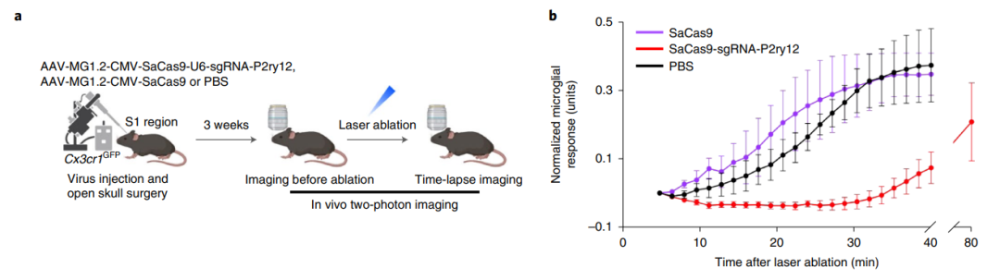 a
AAV-MG1.2-CMV-SaCas9-U6-sgRNA-P2ry12,
AAV-MG1.2-CMV-SaCas9 or PBS
S1 region
Cx3cr1GFP
Virus injection and
open skull surgery
3 weeks
Imaging before ablation
Laser ablation
Time-lapse imaging
In vivo two-photon imaging
b
Normalized microglial
response (units)
0.5
0.3
0.1
–0.1
SaCas9
SaCas9-sgRNA-P2ry12
PBS
0
10
20
30
40
80
Time after laser ablation (min)